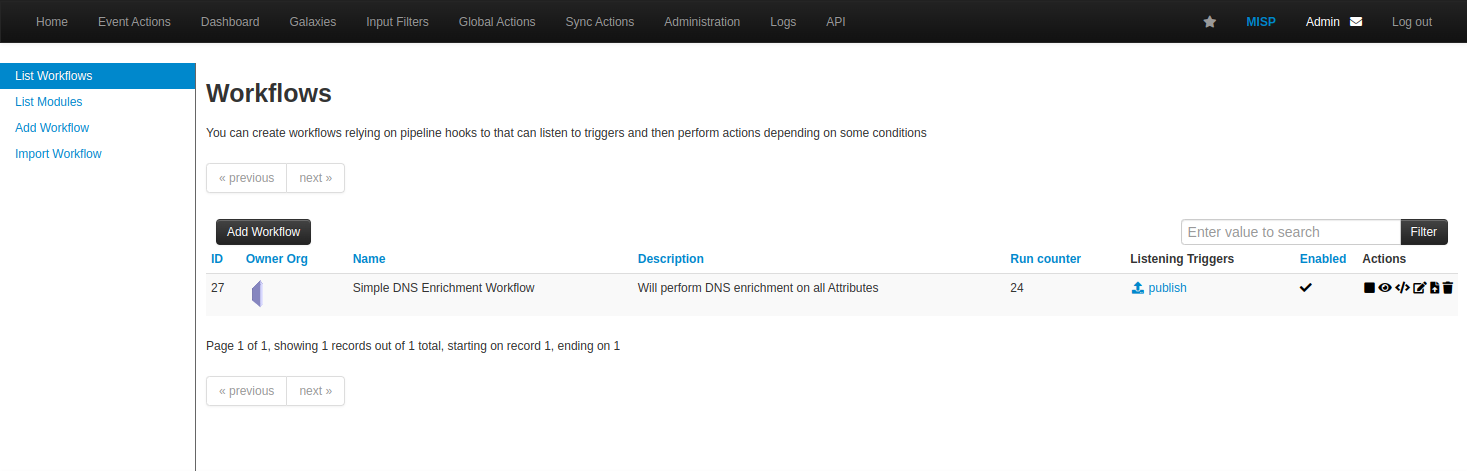 Home Event Actions Dashboard Galaxies Input Filters Global Actions Sync Actions Administration Logs API MISP Admin Log out
List Workflows
List Modules
Add Workflow
Import Workflow
Workflows
You can create workflows relying on pipeline hooks to that can listen to triggers and then perform actions depending on some conditions
« previous next »
Add Workflow Enter value to search Filter
ID Owner Org Name Description Run counter Listening Triggers Enabled Actions
27 Simple DNS Enrichment Workflow Will perform DNS enrichment on all Attributes 24 publish
Page 1 of 1, showing 1 records out of 1 total, starting on record 1, ending on 1
« previous next »